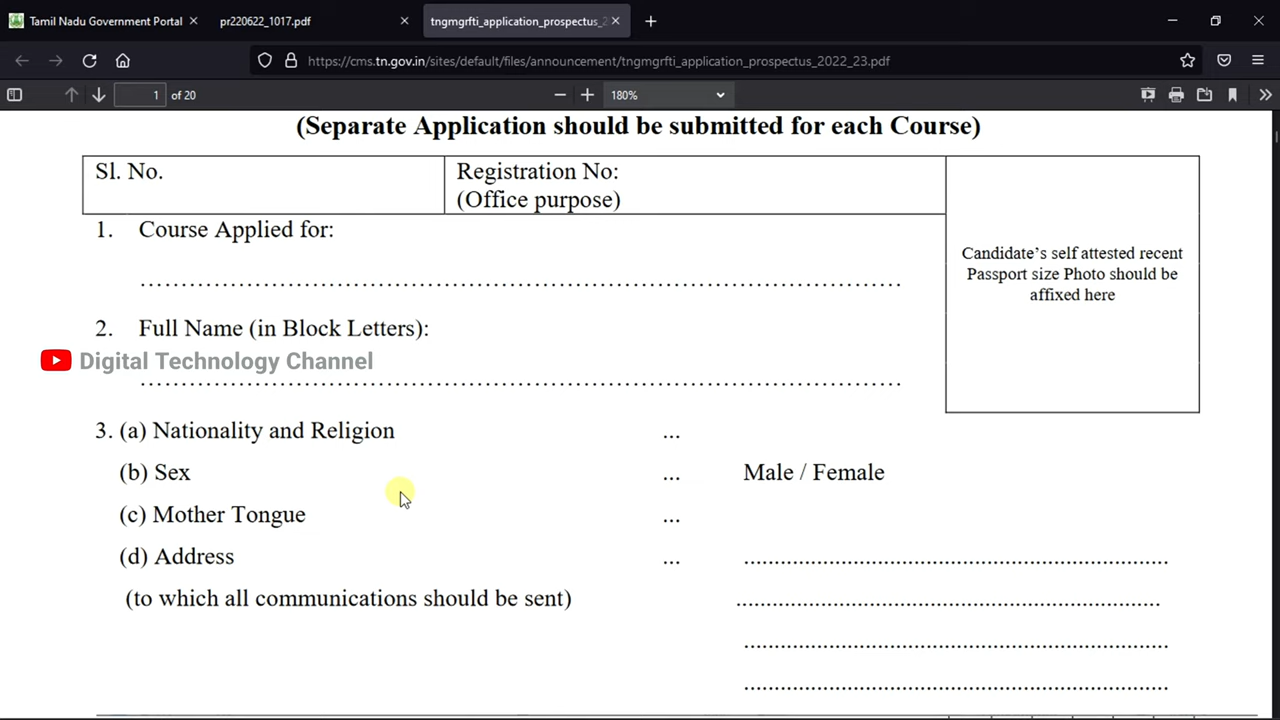 Tamil Nadu Government Portal
pr220622_1017.pdf
tngmgrfti_application_prospectus_2
https://cms.tn.gov.in/sites/default/files/announcement/tngmgrfti_application_prospectus_2022_23.pdf
1 of 20
180%
(Separate Application should be submitted for each Course)
Sl. No.
Registration No:
(Office purpose)
Candidate's self attested recent
Passport size Photo should be
affixed here
1. Course Applied for:
................................................................................................
2. Full Name (in Block Letters):
Digital Technology Channel
................................................................................................
3. (a) Nationality and Religion ...
(b) Sex ... Male / Female
(c) Mother Tongue ...
(d) Address ... ................................................................................
(to which all communications should be sent) ................................................................................
................................................................................
................................................................................